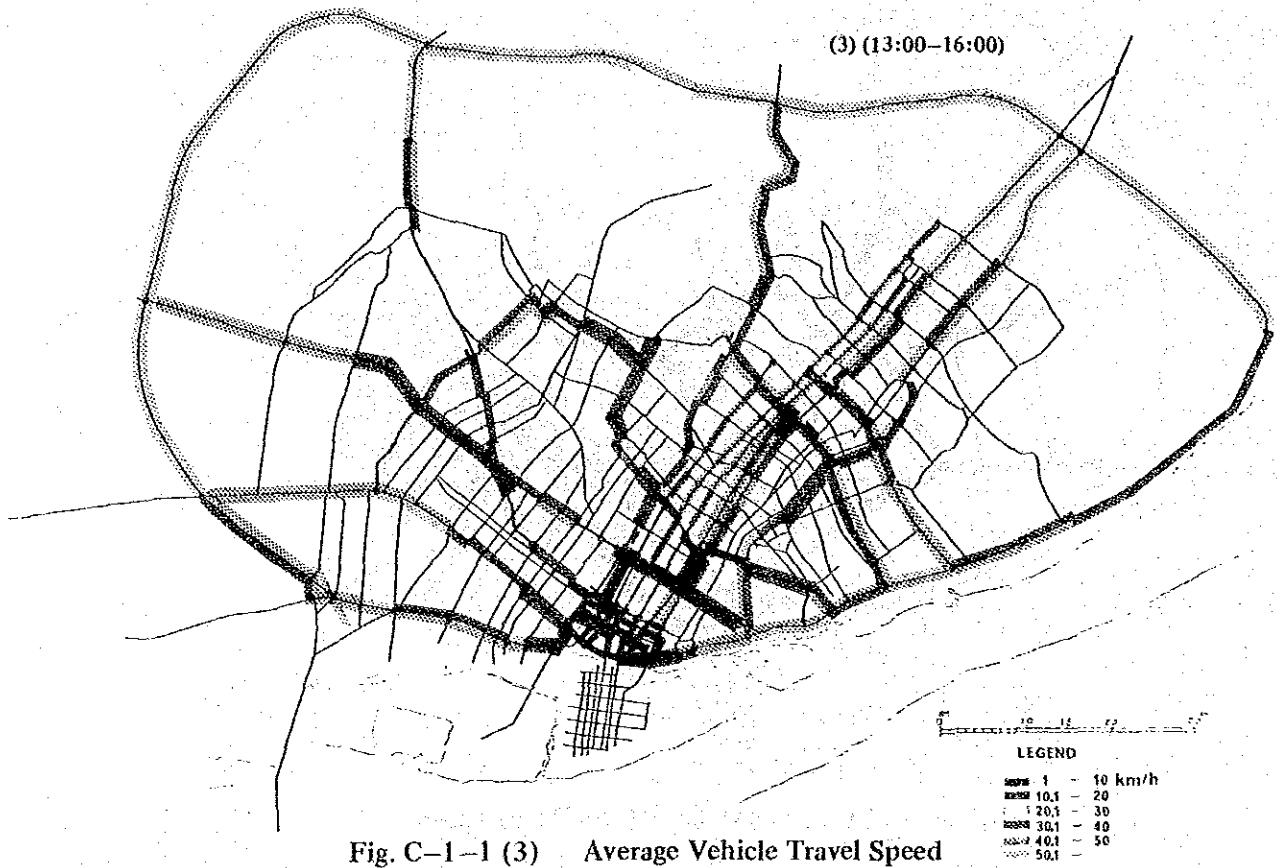 (3) (13:00–16:00)
LEGEND
1 – 10 km/h
10.1 – 20
20.1 – 30
30.1 – 40
40.1 – 50
50.1 –
Fig. C–1–1 (3) Average Vehicle Travel Speed